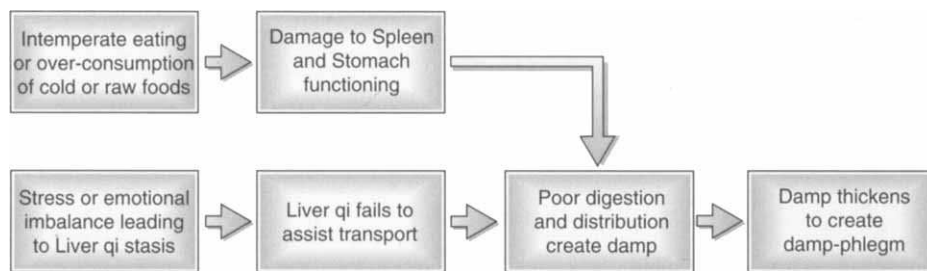 Intemperate eating
or over-consumption
of cold or raw foods
Damage to Spleen
and Stomach
functioning
Stress or emotional
imbalance leading
to Liver qi stasis
Liver qi fails to
assist transport
Poor digestion
and distribution
create damp
Damp thickens
to create
damp-phlegm